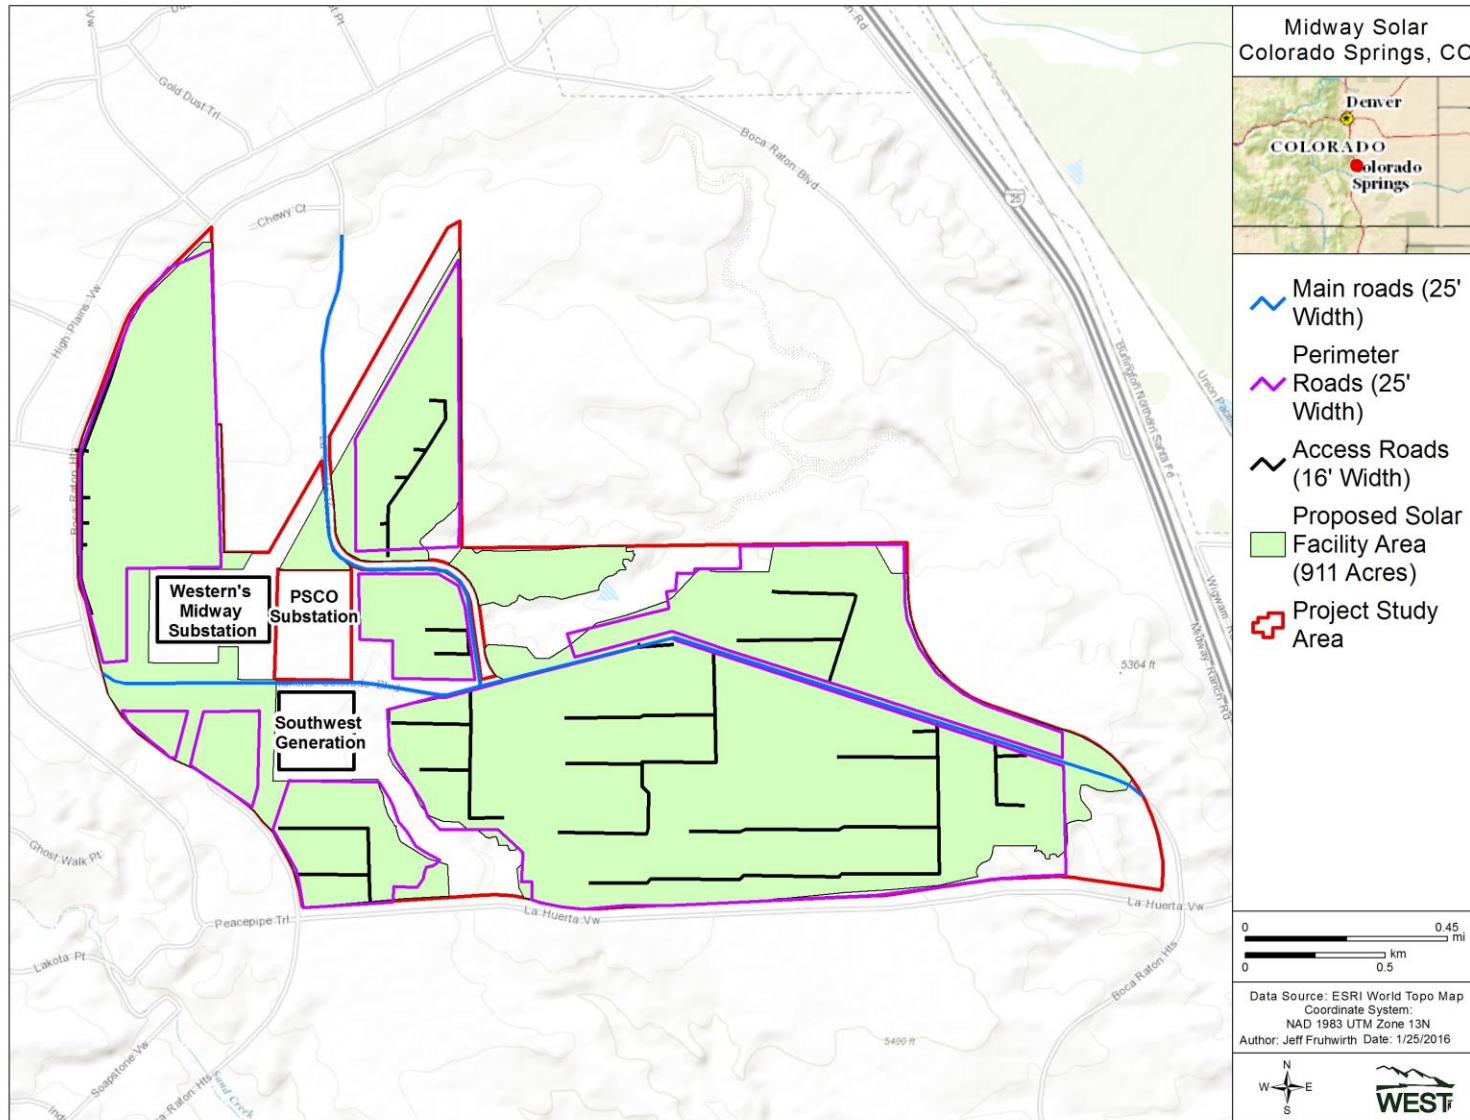 Midway Solar
Colorado Springs, CO
Denver
COLORADO
Colorado
Springs
Main roads (25'
Width)
Perimeter
Roads (25'
Width)
Access Roads
(16' Width)
Proposed Solar
Facility Area
(911 Acres)
Project Study
Area
0 0.45
mi
km
0 0.5
Data Source: ESRI World Topo Map
Coordinate System:
NAD 1983 UTM Zone 13N
Author: Jeff Fruhwirth Date: 1/25/2016
N
W E
S
WEST
Gold Dust Trl
Chewy Ct
High Plains Vw
Boca Raton Blvd
25
Burlington Northern Santa Fe
Union
Boca Raton Hts
Western's
Midway
Substation
PSCO
Substation
Southwest
Generation
Blvd
Midway Ranch Rd
Wigwam
5364 ft
Ghost Walk Pt
Peacepipe Trl
La Huerta Vw
La Huerta Vw
Lakota Pt
Boca Raton Hts
Soapstone Vw
Sand Creek
Raton Hts
5400 ft